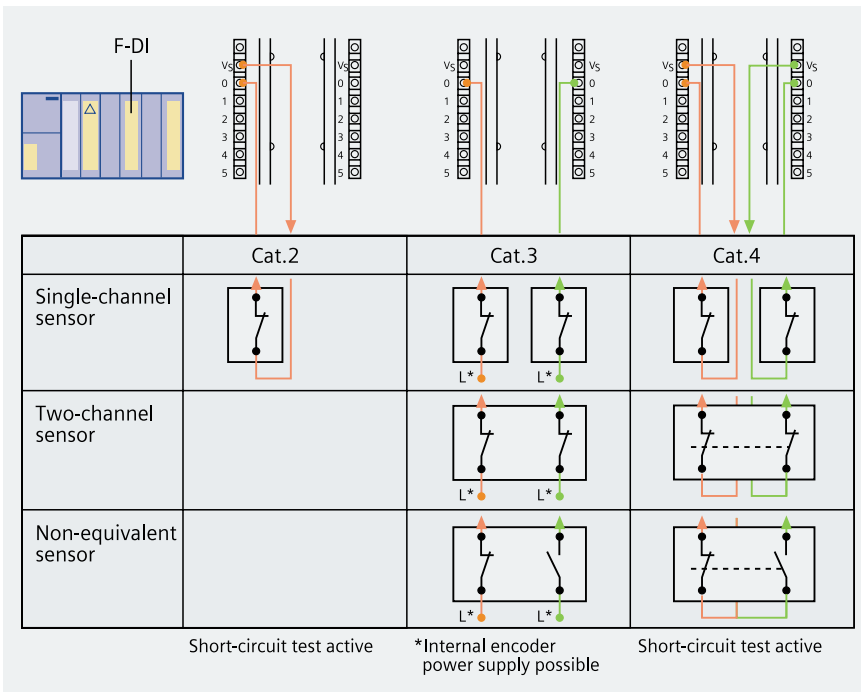 F-DI
Vs
0
1
2
3
4
5
Vs
0
1
2
3
4
5
Vs
0
1
2
3
4
5
Vs
0
1
2
3
4
5
Vs
0
1
2
3
4
5
Vs
0
1
2
3
4
5
Cat.2 Cat.3 Cat.4
Single-channel
sensor
L* L*
Two-channel
sensor
L* L*
Non-equivalent
sensor
L* L*
Short-circuit test active
*Internal encoder
power supply possible
Short-circuit test active